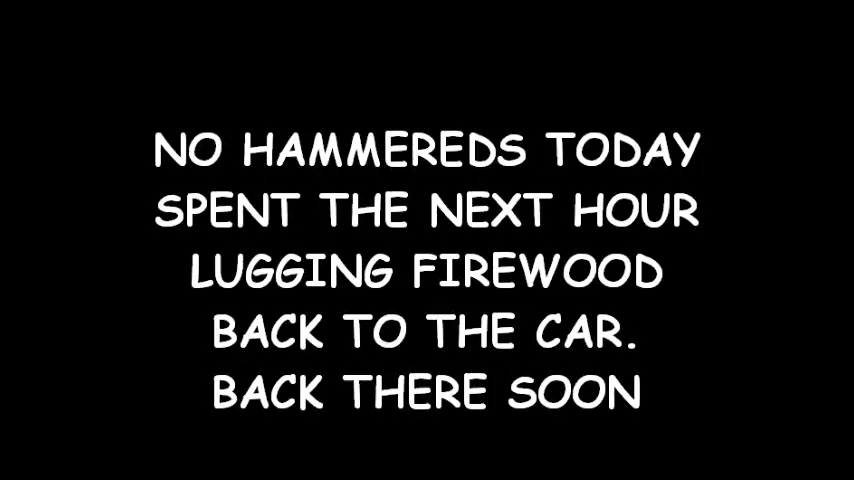 NO HAMMEREDS TODAY
SPENT THE NEXT HOUR
LUGGING FIREWOOD
BACK TO THE CAR.
BACK THERE SOON